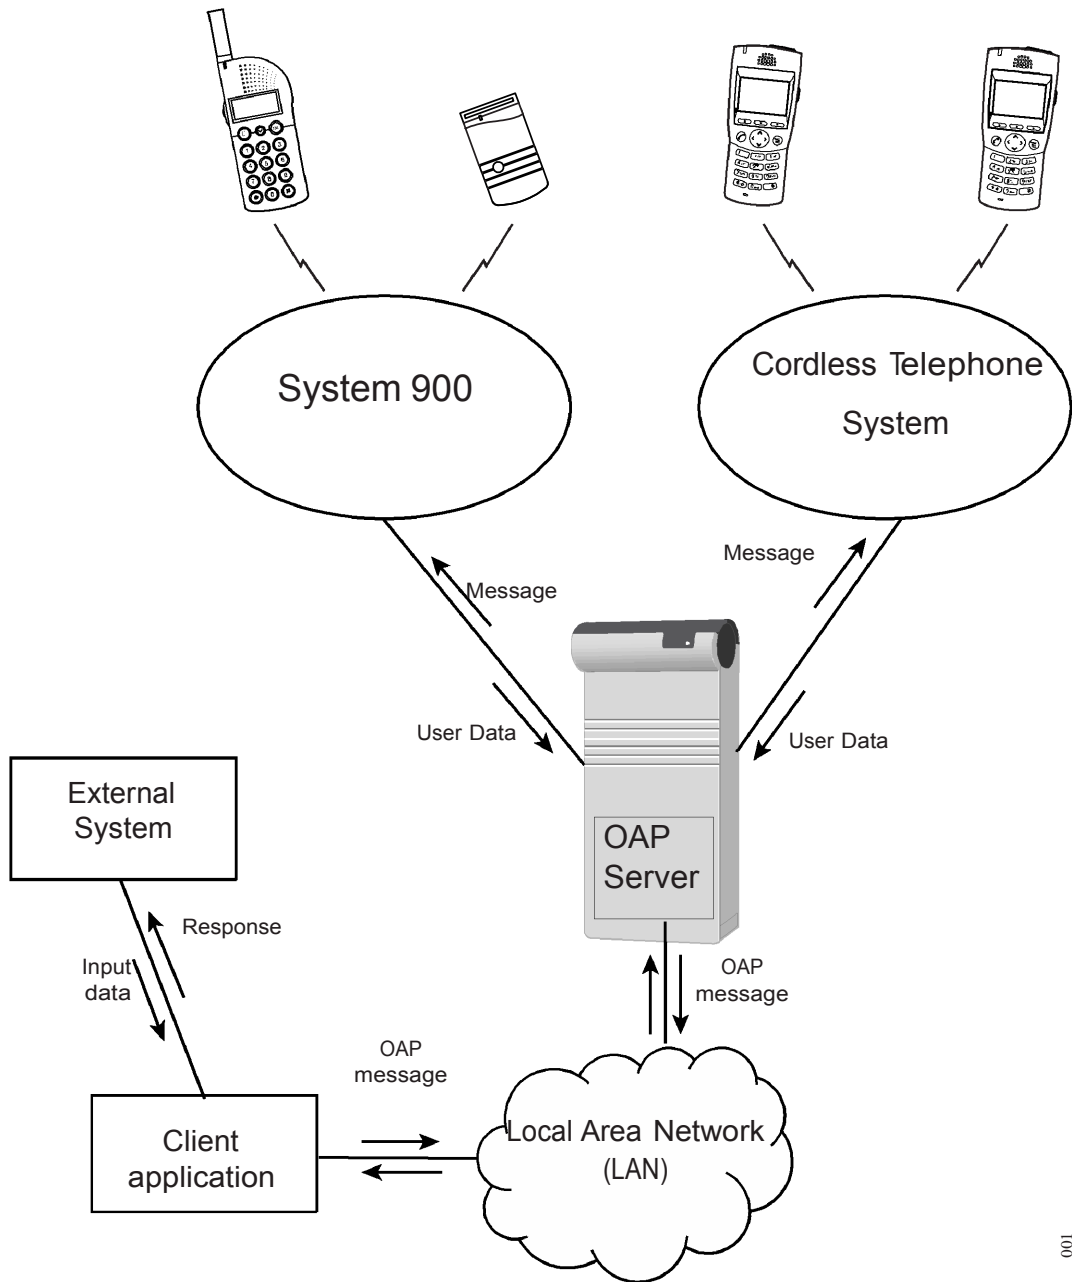 System 900
Cordless Telephone
System
Message
Message
User Data
User Data
External
System
OAP
Server
Response
Input
data
OAP
message
OAP
message
Client
application
Local Area Network
(LAN)
001